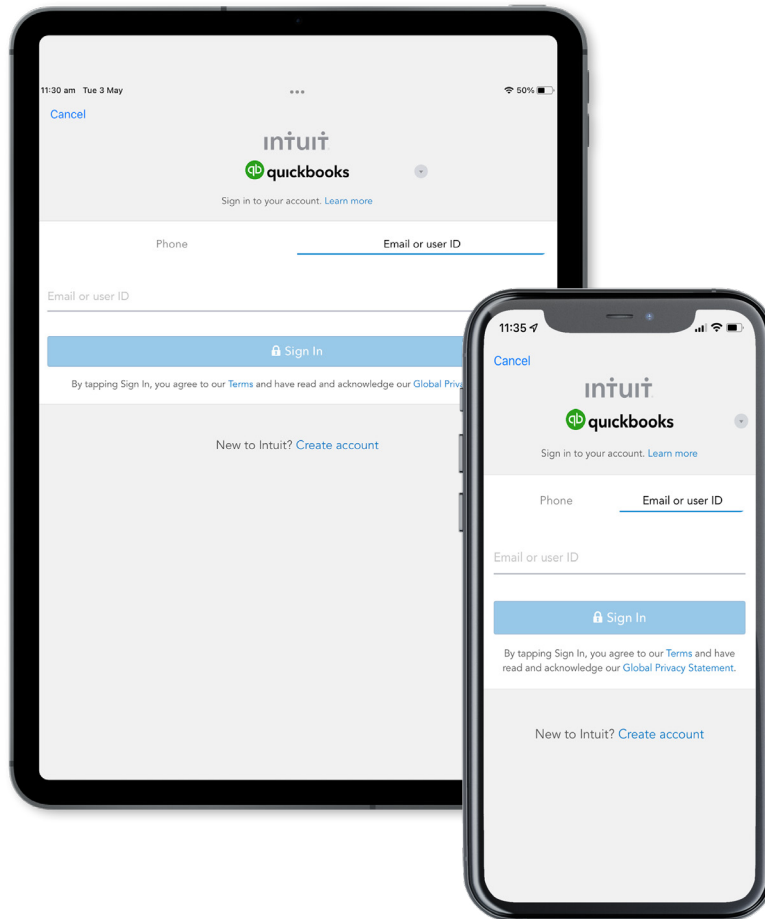 11:30 am Tue 3 May
50%
Cancel
intuit
qb quickbooks
Sign in to your account. Learn more
Phone
Email or user ID
Email or user ID
Sign In
By tapping Sign In, you agree to our Terms and have read and acknowledge our Global
New to Intuit? Create account
11:35
Cancel
intuit
qb quickbooks
Sign in to your account. Learn more
Phone
Email or user ID
Email or user ID
Sign In
By tapping Sign In, you agree to our Terms and have
read and acknowledge our Global Privacy Statement.
New to Intuit? Create account